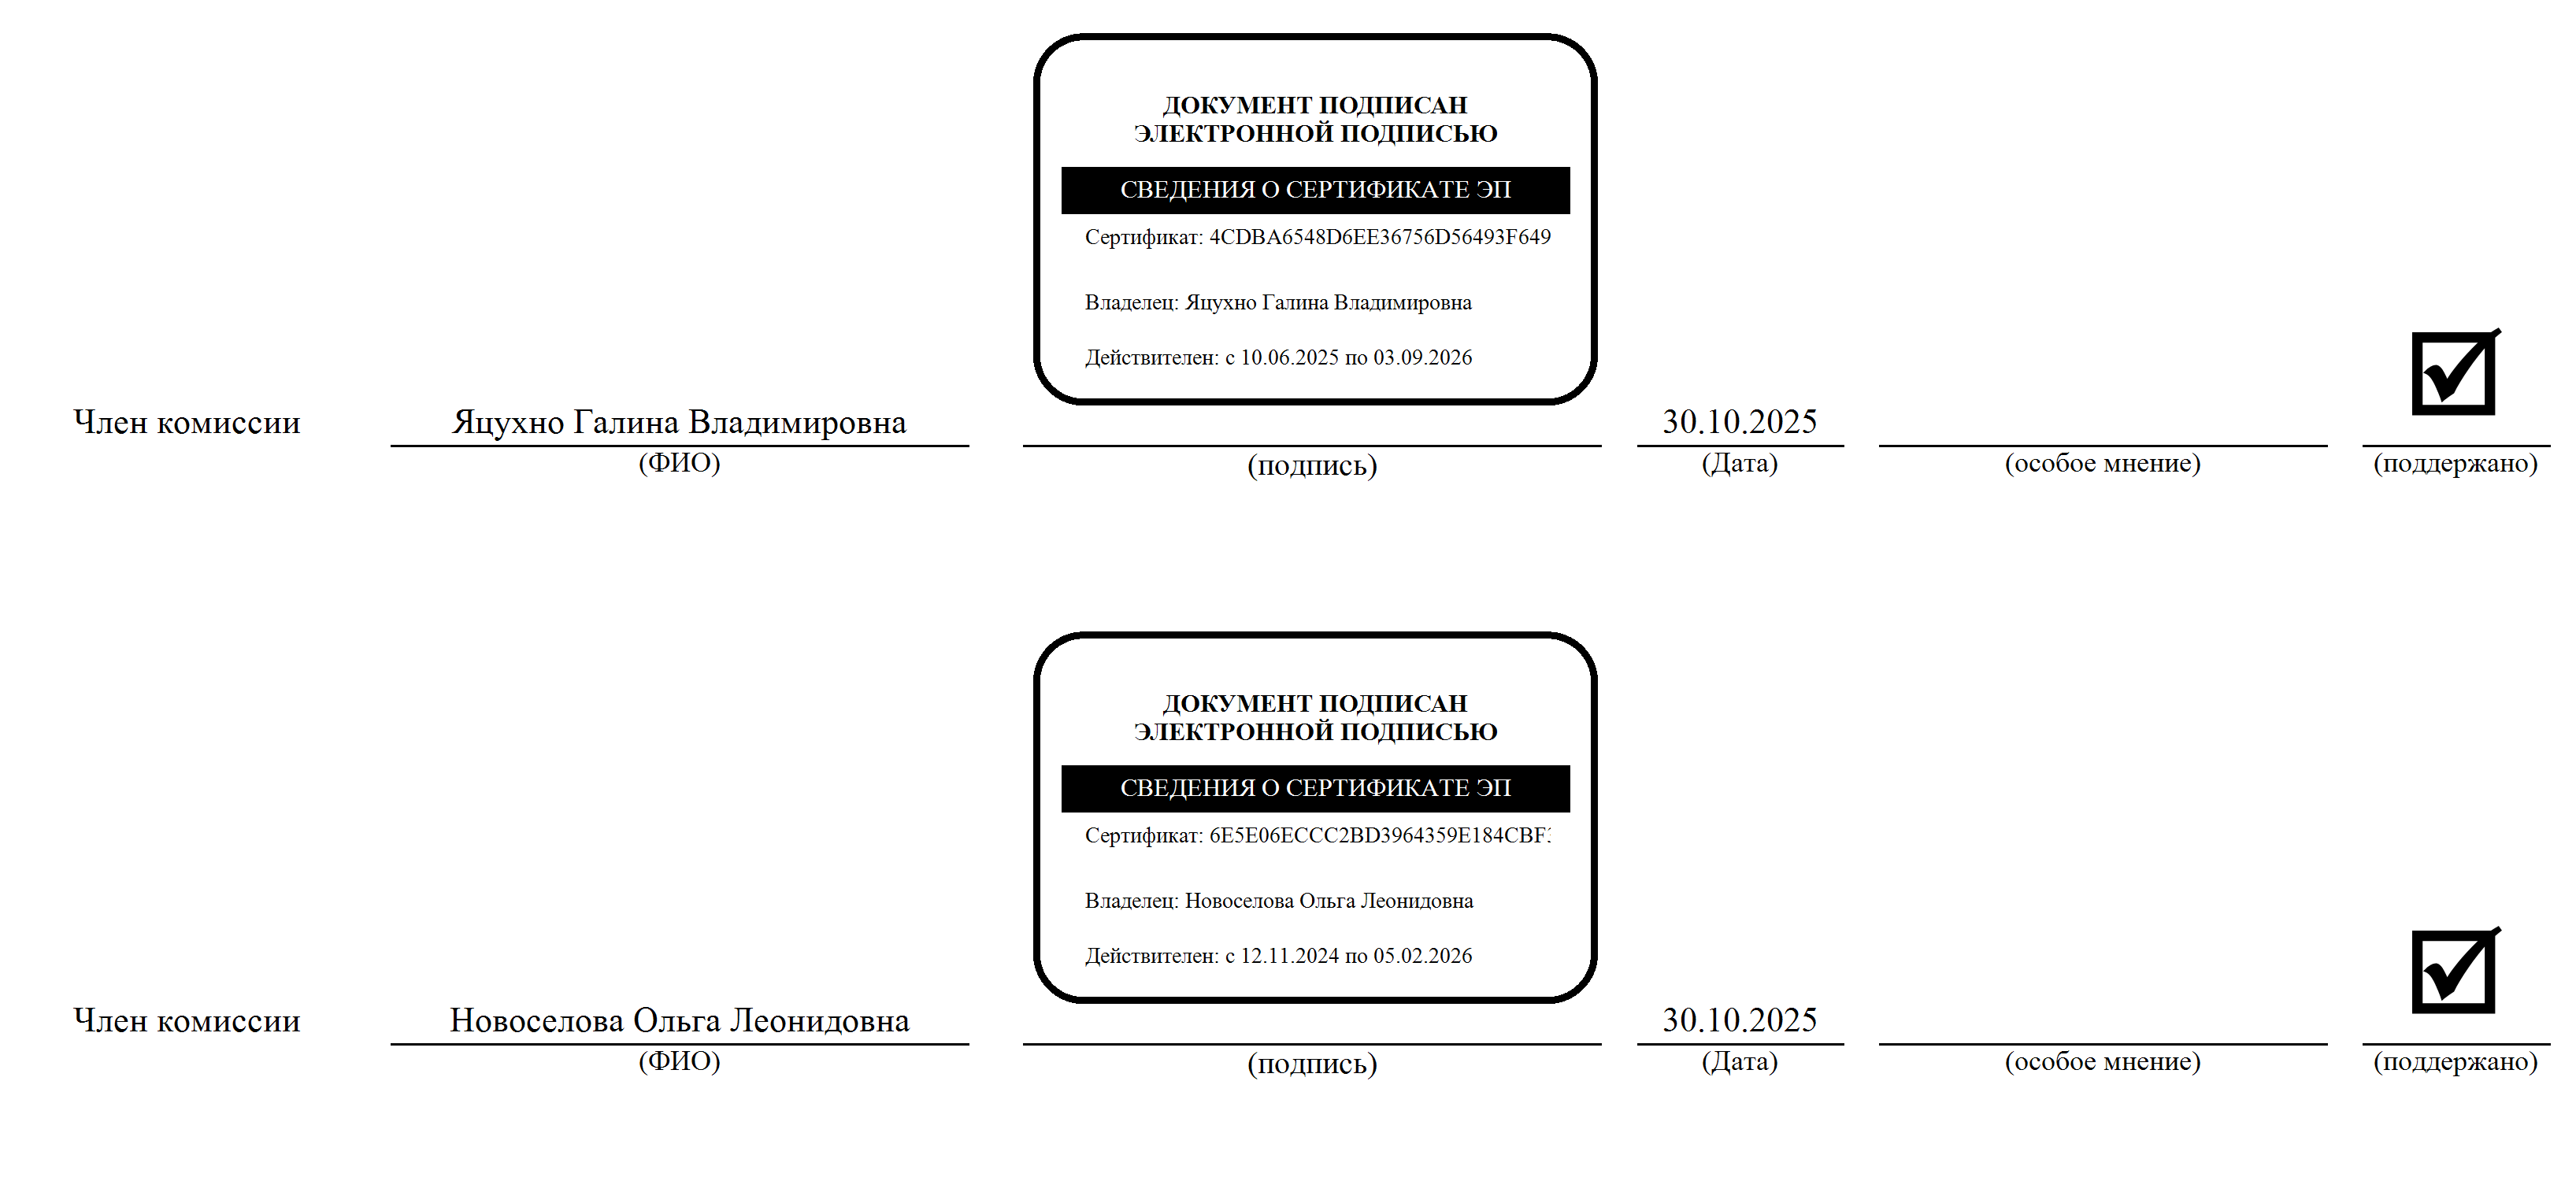 ДОКУМЕНТ ПОДПИСАН
ЭЛЕКТРОННОЙ ПОДПИСЬЮ
СВЕДЕНИЯ О СЕРТИФИКАТЕ ЭП
Сертификат: 4CDBA6548D6EE36756D56493F649
Владелец: Яцухно Галина Владимировна
Действителен: с 10.06.2025 по 03.09.2026
Член комиссии Яцухно Галина Владимировна 30.10.2025
(ФИО) (подпись) (Дата) (особое мнение) (поддержано)
ДОКУМЕНТ ПОДПИСАН
ЭЛЕКТРОННОЙ ПОДПИСЬЮ
СВЕДЕНИЯ О СЕРТИФИКАТЕ ЭП
Сертификат: 6E5E06ECCC2BD3964359E184CBF
Владелец: Новоселова Ольга Леонидовна
Действителен: с 12.11.2024 по 05.02.2026
Член комиссии Новоселова Ольга Леонидовна 30.10.2025
(ФИО) (подпись) (Дата) (особое мнение) (поддержано)